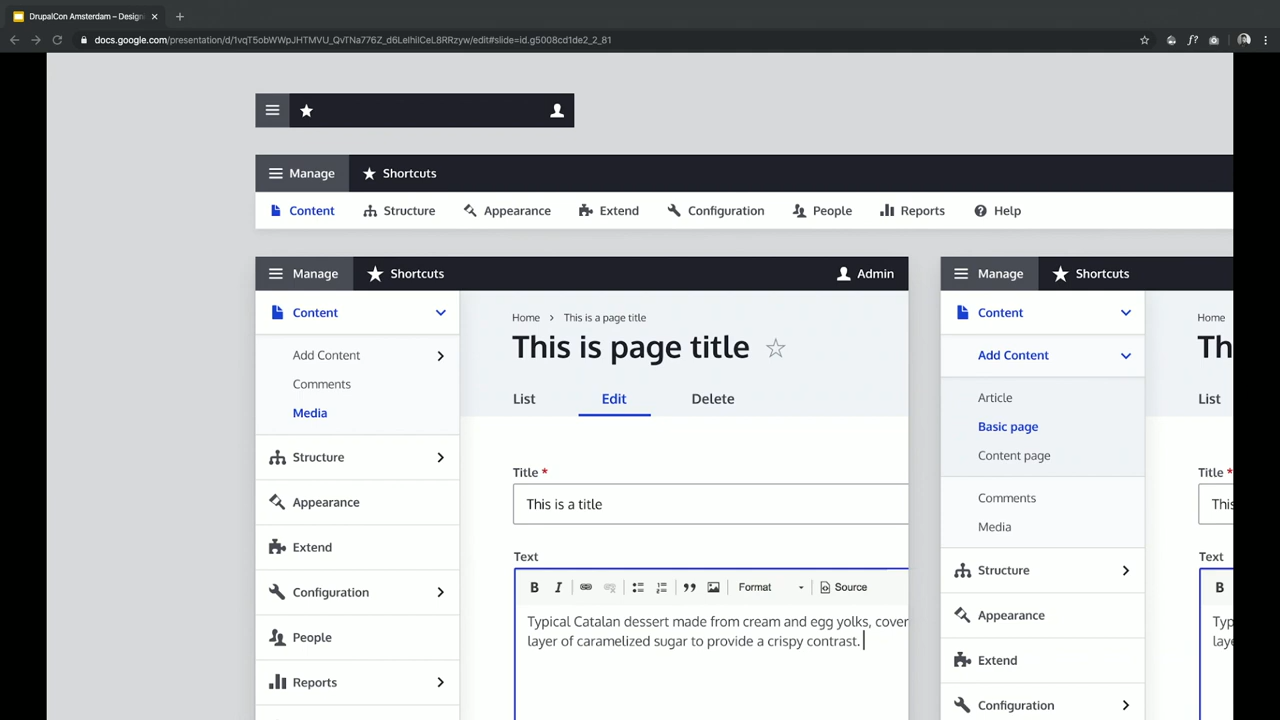 DrupalCon Amsterdam – Design
docs.google.com/presentation/d/1vqT5obWWpJHTMVU_QvTNa776Z_d6LelhilCeL8RRzyw/edit#slide=id.g5008cd1de2_2_81
Manage Shortcuts
Content Structure Appearance Extend Configuration People Reports Help
Manage Shortcuts Admin
Content
Add Content
Comments
Media
Structure
Appearance
Extend
Configuration
People
Reports
Home > This is a page title
This is page title
List Edit Delete
Title *
This is a title
Text
B I Format Source
Typical Catalan dessert made from cream and egg yolks, cover
layer of caramelized sugar to provide a crispy contrast.
Manage Shortcuts
Content
Add Content
Article
Basic page
Content page
Comments
Media
Structure
Appearance
Extend
Configuration
Home
Th
List
Title *
This
Text
B
Typ
laye